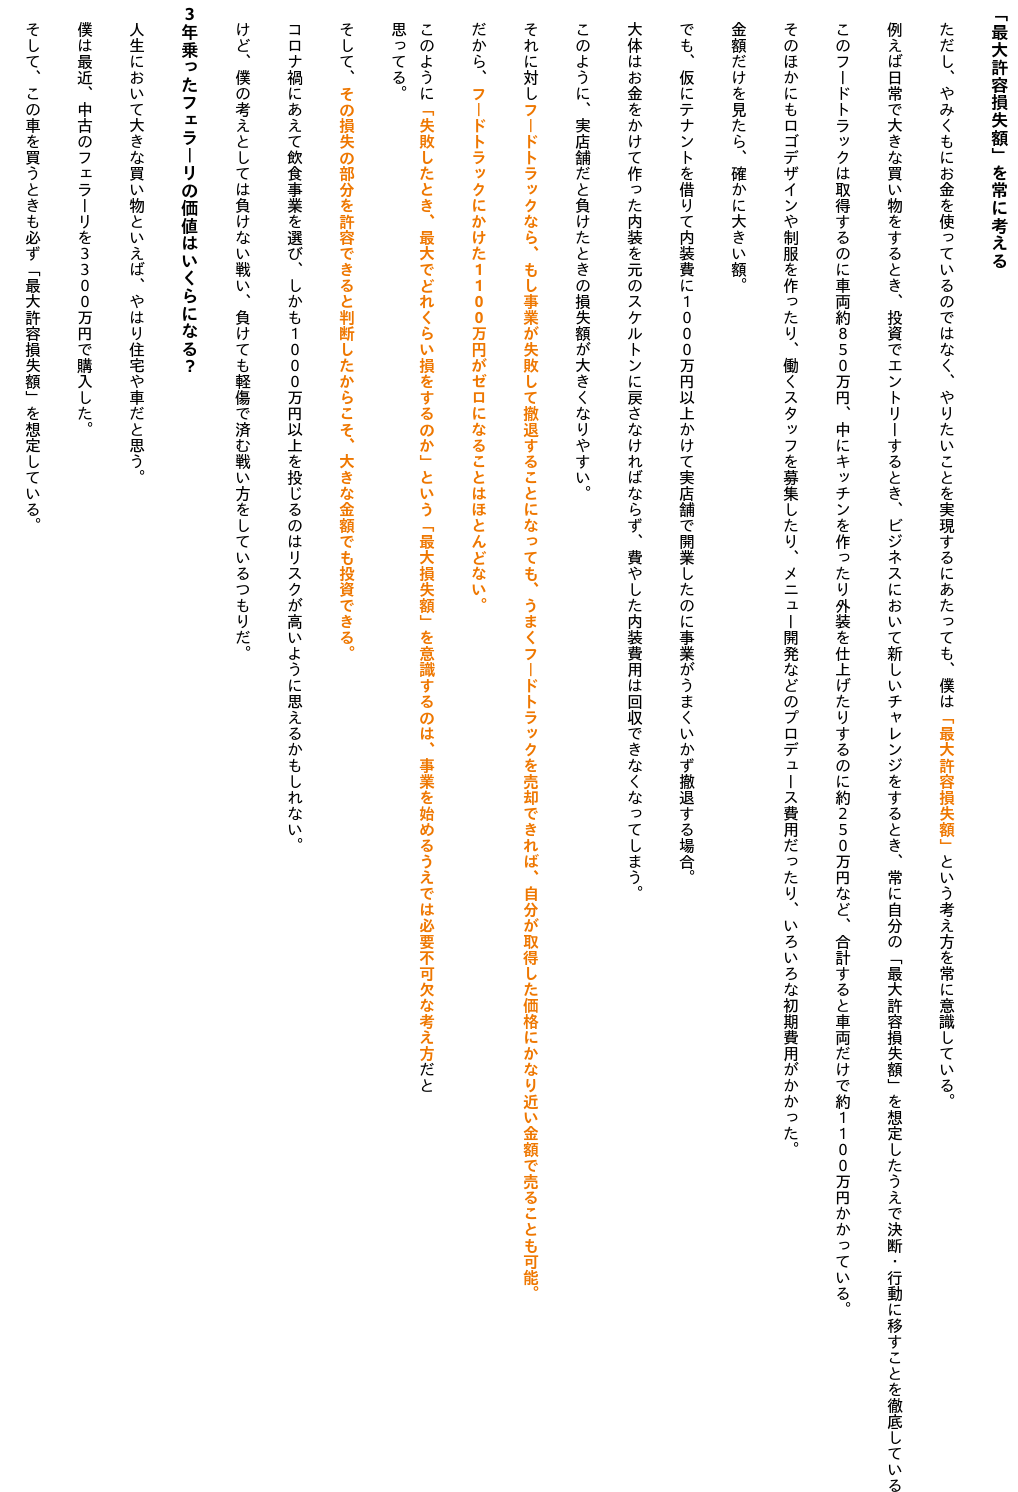 「最大許容損失額」を常に考える
ただし、やみくもにお金を使っているのではなく、やりたいことを実現するにあたっても、僕は「最大許容損失額」という考え方を常に意識している。
例えば日常で大きな買い物をするとき、投資でエントリーするとき、ビジネスにおいて新しいチャレンジをするとき、常に自分の「最大許容損失額」を想定したうえで決断・行動に移すことを徹底している
このフードトラックは取得するのに車両約850万円、中にキッチンを作ったり外装を仕上げたりするのに約250万円など、合計すると車両だけで約1100万円かかっている。
そのほかにもロゴデザインや制服を作ったり、働くスタッフを募集したり、メニュー開発などのプロデュース費用だったり、いろいろな初期費用がかかった。
金額だけを見たら、確かに大きい額。
でも、仮にテナントを借りて内装費に1000万円以上かけて実店舗で開業したのに事業がうまくいかず撤退する場合。
大体はお金をかけて作った内装を元のスケルトンに戻さなければならず、費やした内装費用は回収できなくなってしまう。
このように、実店舗だと負けたときの損失額が大きくなりやすい。
それに対しフードトラックなら、もし事業が失敗して撤退することになっても、うまくフードトラックを売却できれば、自分が取得した価格にかなり近い金額で売ることも可能。
だから、フードトラックにかけた1100万円がゼロになることはほとんどない。
このように「失敗したとき、最大でどれくらい損をするのか」という「最大損失額」を意識するのは、事業を始めるうえでは必要不可欠な考え方だと
思ってる。
そして、その損失の部分を許容できると判断したからこそ、大きな金額でも投資できる。
コロナ禍にあえて飲食事業を選び、しかも1000万円以上を投じるのはリスクが高いように思えるかもしれない。
けど、僕の考えとしては負けない戦い、負けても軽傷で済む戦い方をしているつもりだ。
3年乗ったフェラーリの価値はいくらになる?
人生において大きな買い物といえば、やはり住宅や車だと思う。
僕は最近、中古のフェラーリを3300万円で購入した。
そして、この車を買うときも必ず「最大許容損失額」を想定している。